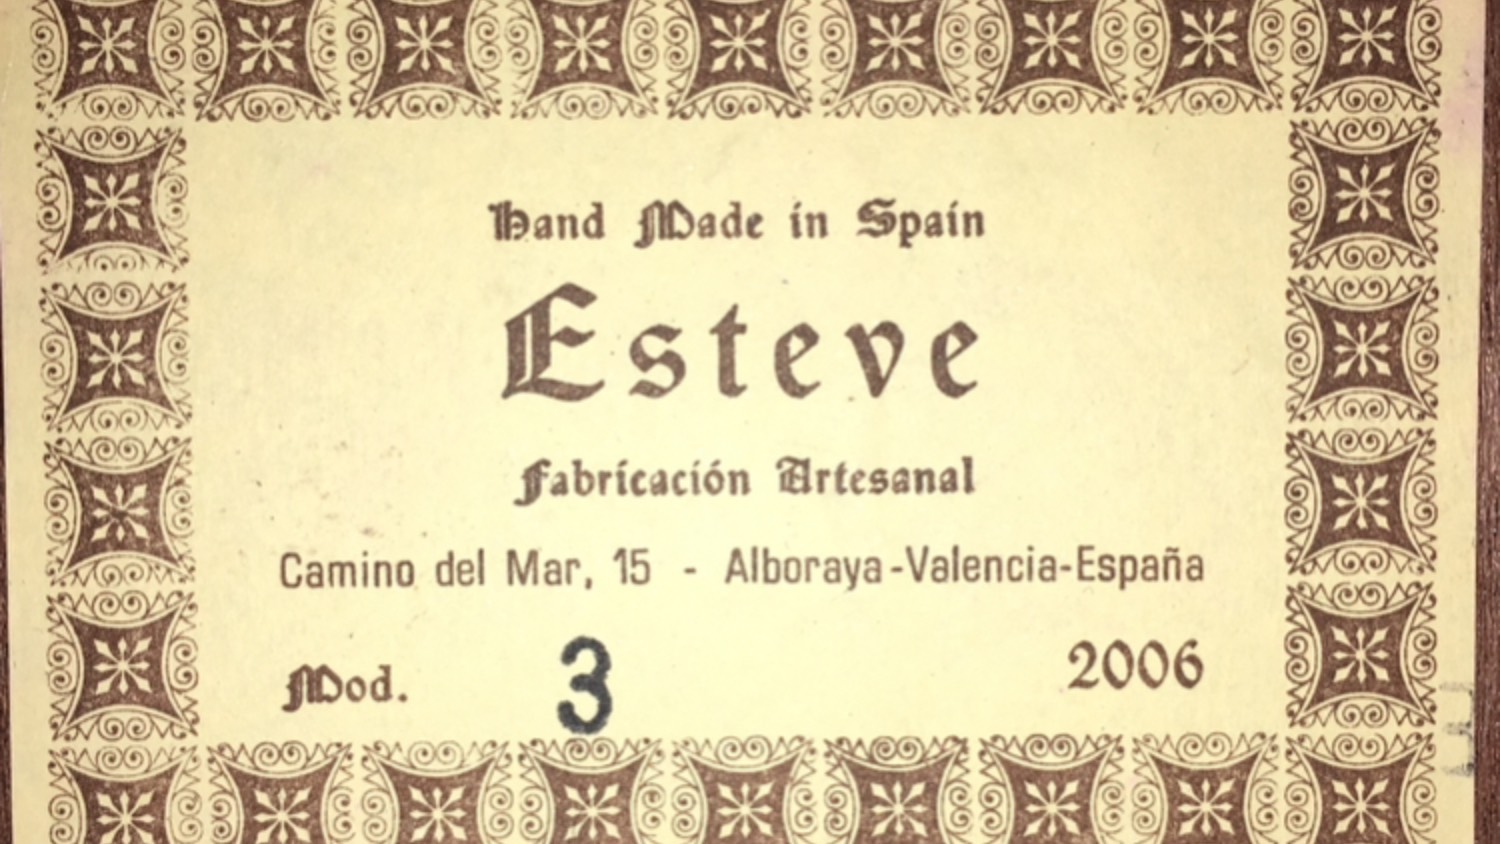 Hand Made in Spain
Esteve
Fabricación Artesanal
Camino del Mar, 15 - Alboraya-Valencia-España
Mod. 3 2006